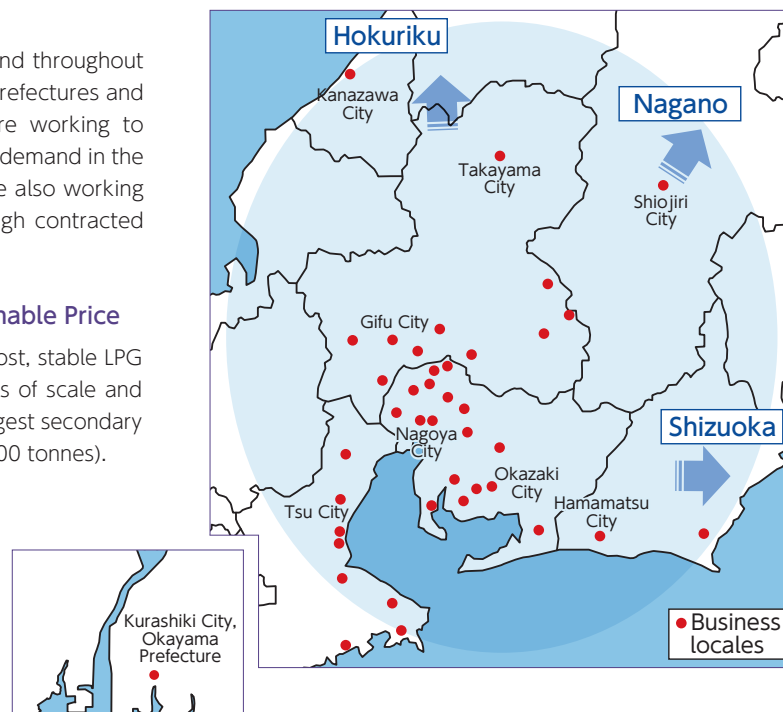 nd throughout
refectures and
re working to
demand in the
e also working
gh contracted
nable Price
ost, stable LPG
s of scale and
gest secondary
00 tonnes).
Hokuriku
Kanazawa
City
Nagano
Takayama
City
Shiojiri
City
Gifu City
Shizuoka
Nagoya
City
Okazaki
City
Hamamatsu
City
Tsu City
Kurashiki City,
Okayama
Prefecture
Business
locales